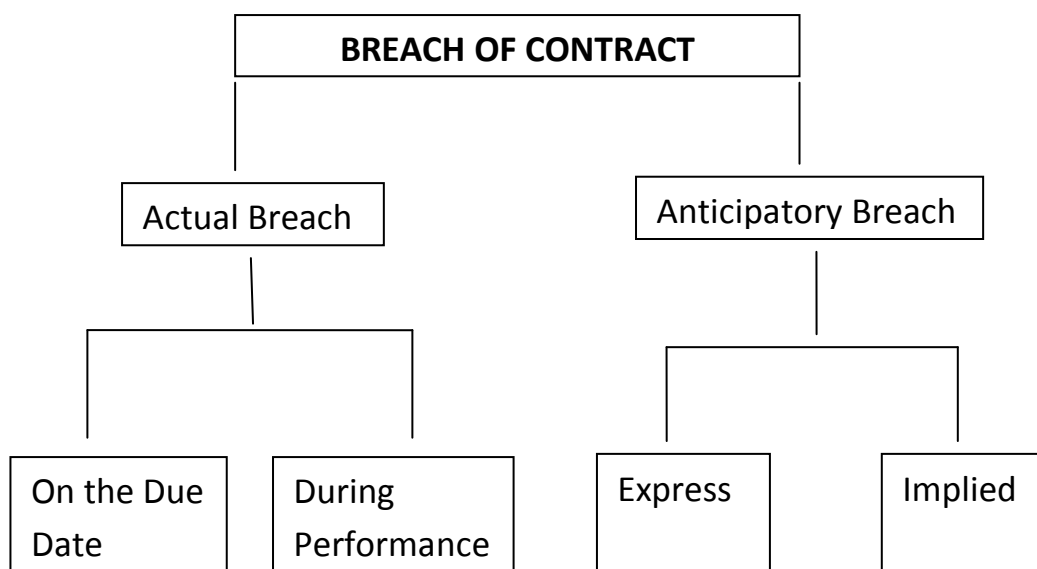 BREACH OF CONTRACT
Actual Breach
Anticipatory Breach
On the Due
Date
During
Performance
Express
Implied